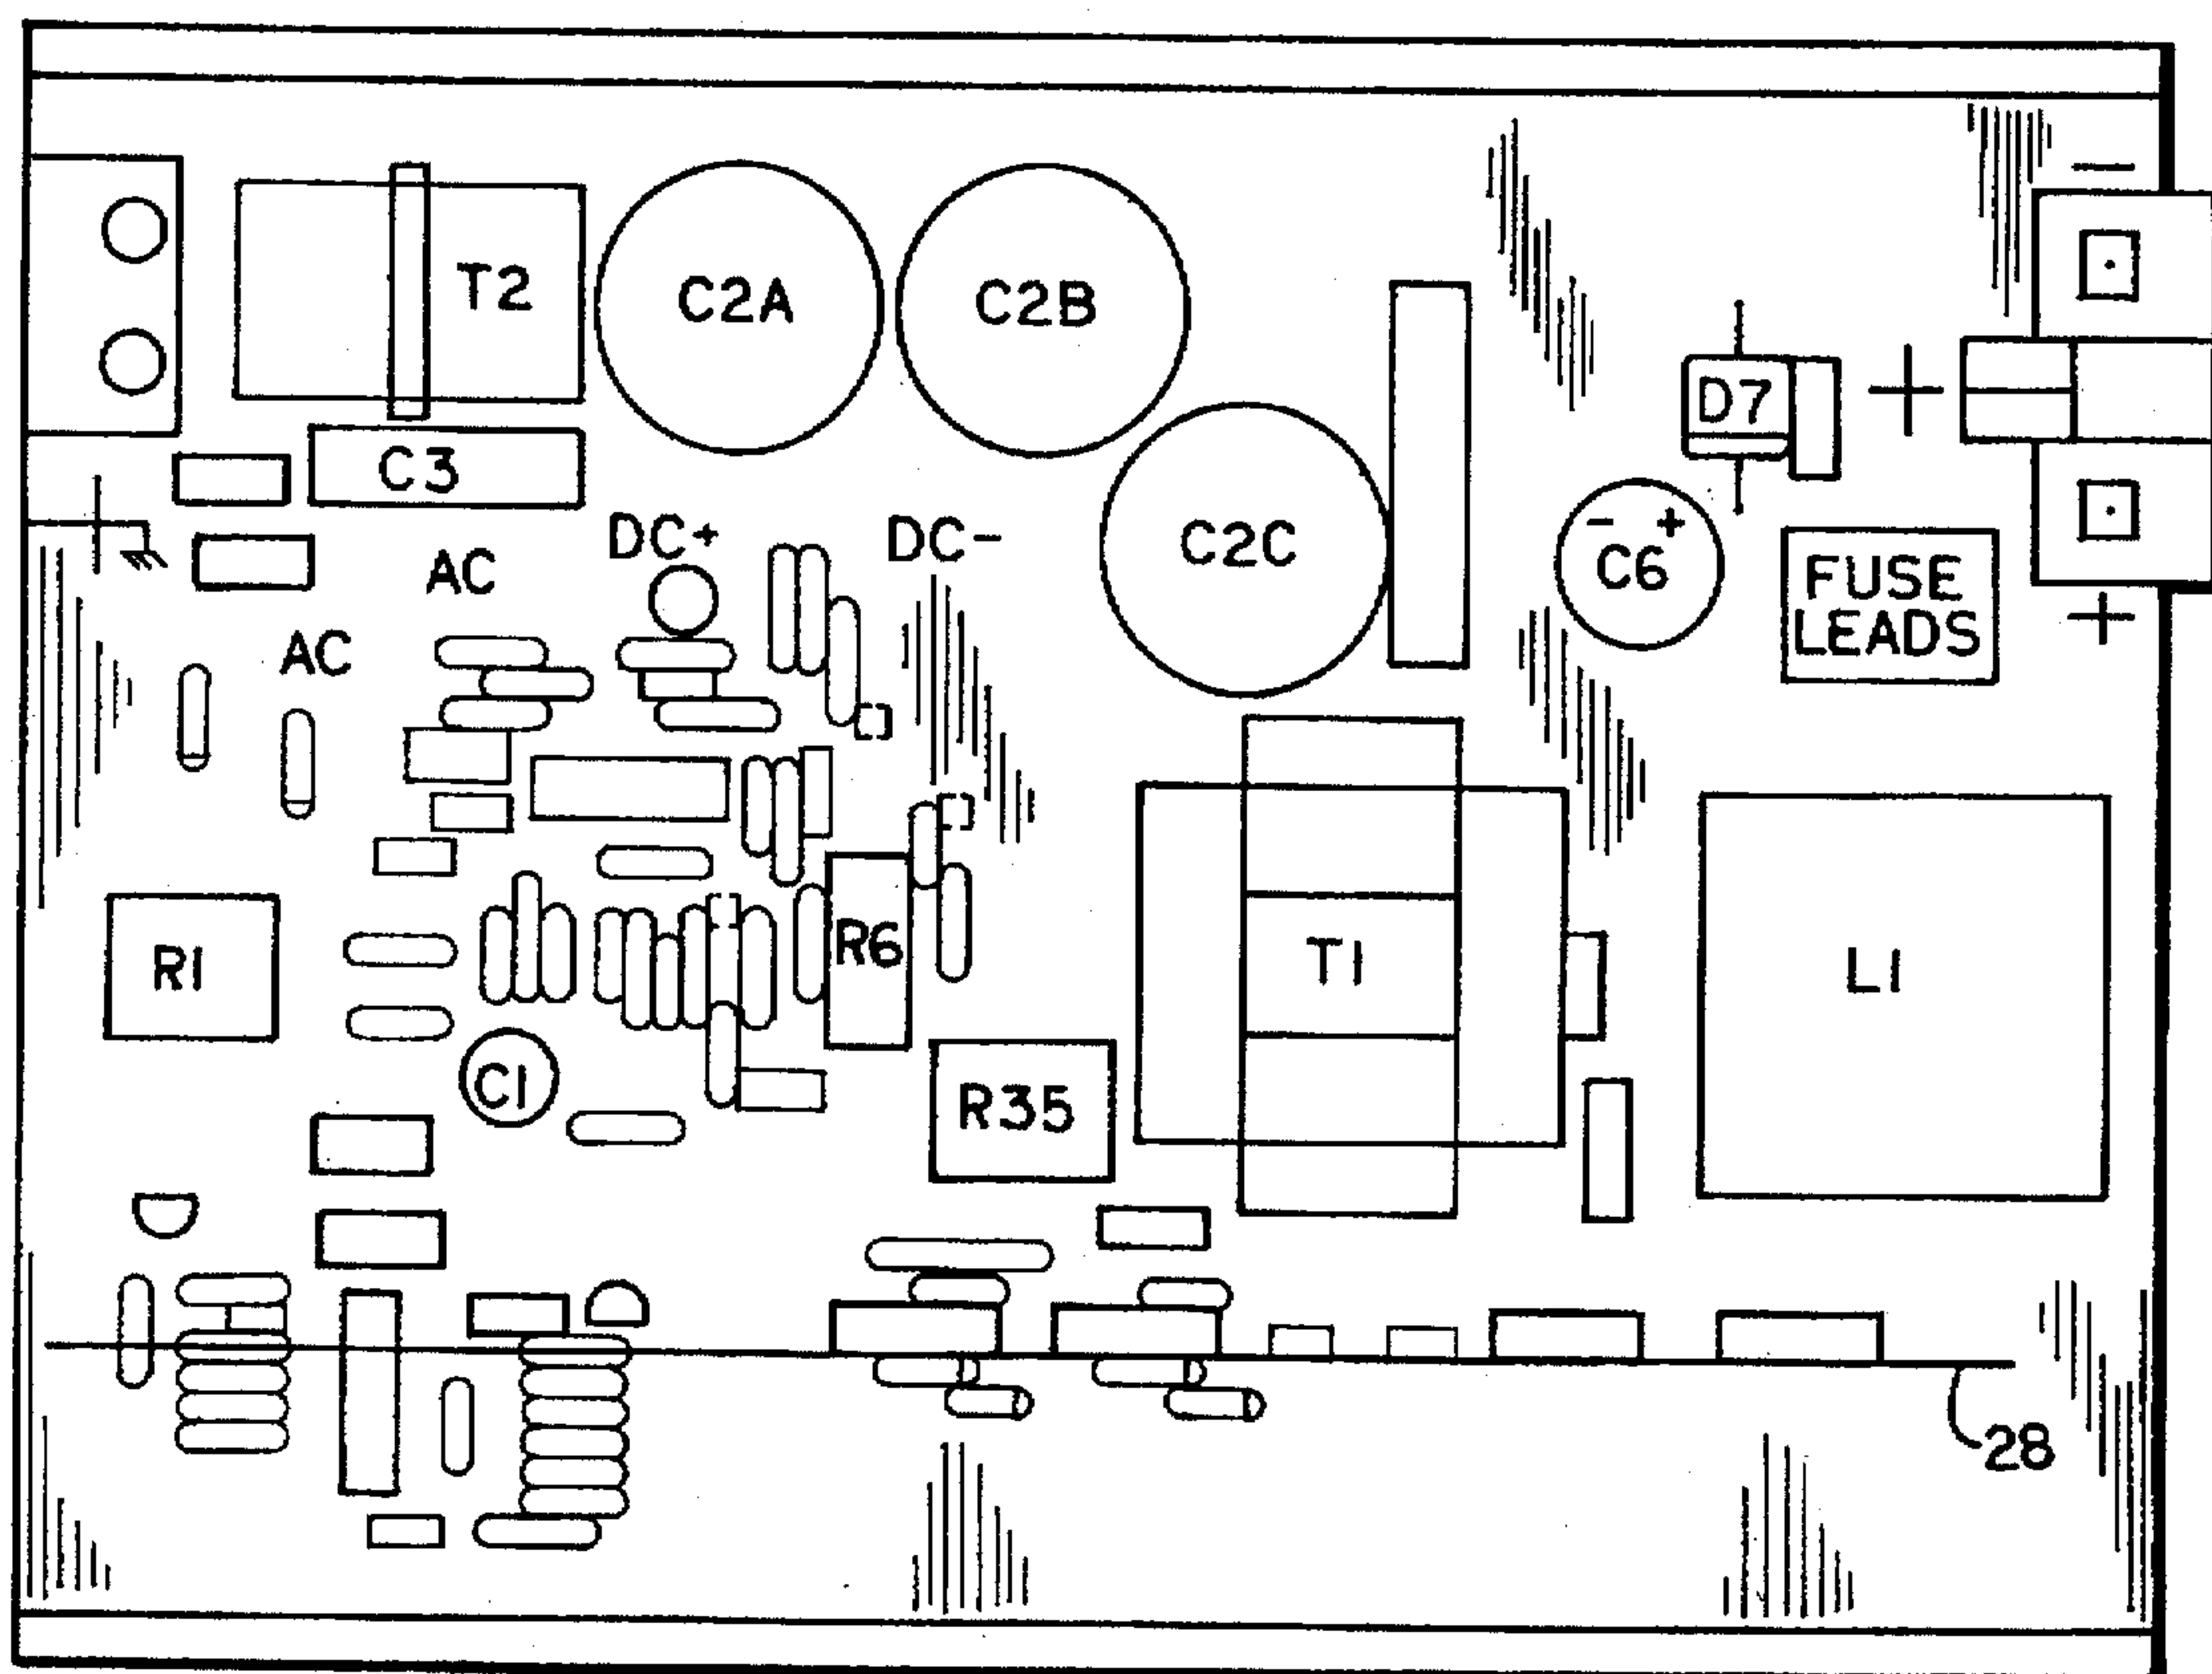 −
T2
C2A
C2B
D7
+
C3
DC+
DC-
C2C
- +
C6
AC
FUSE
LEADS
+
AC
R1
R6
T1
L1
C1
R35
28